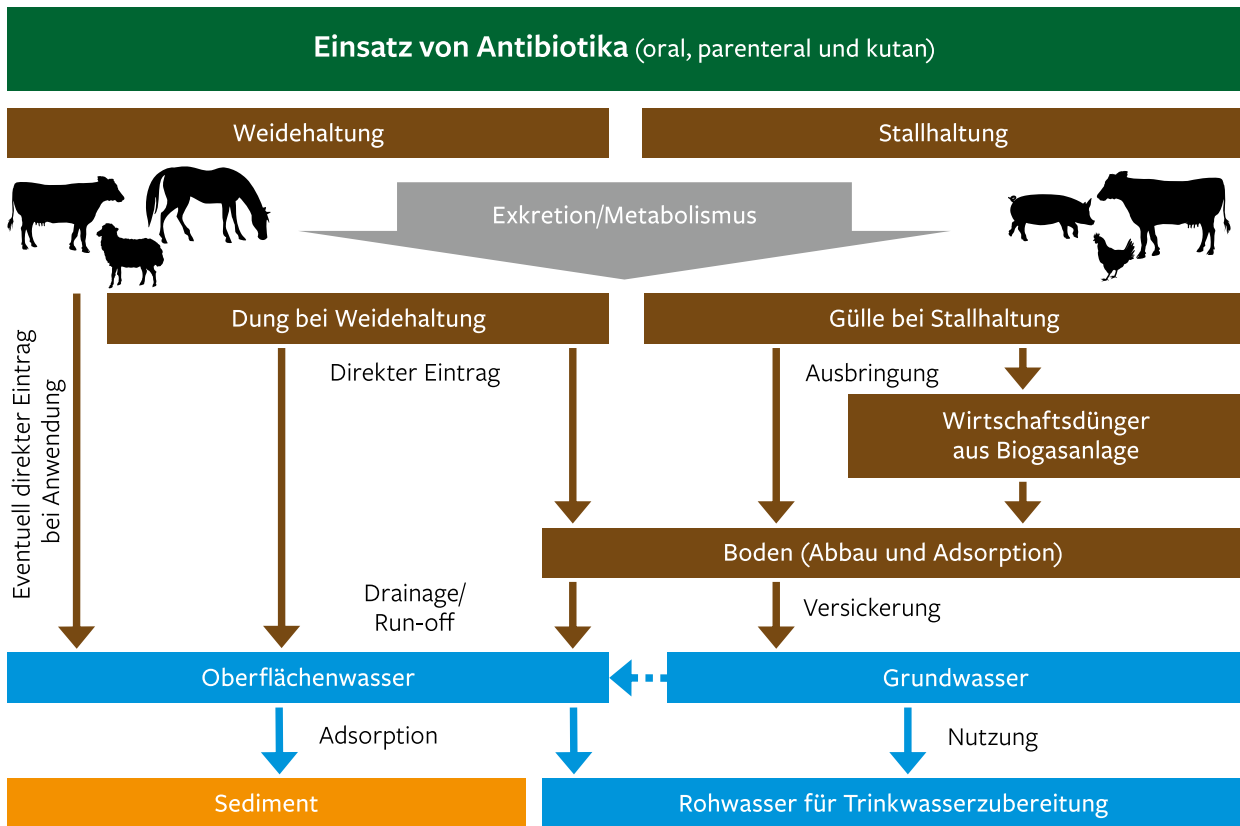 Einsatz von Antibiotika (oral, parenteral und kutan)
Weidehaltung
Stallhaltung
Exkretion/Metabolismus
Dung bei Weidehaltung
Gülle bei Stallhaltung
Eventuell direkter Eintrag
bei Anwendung
Direkter Eintrag
Ausbringung
Wirtschaftsdünger
aus Biogasanlage
Boden (Abbau und Adsorption)
Drainage/
Run-off
Versickerung
Oberflächenwasser
Grundwasser
Adsorption
Nutzung
Sediment
Rohwasser für Trinkwasserzubereitung